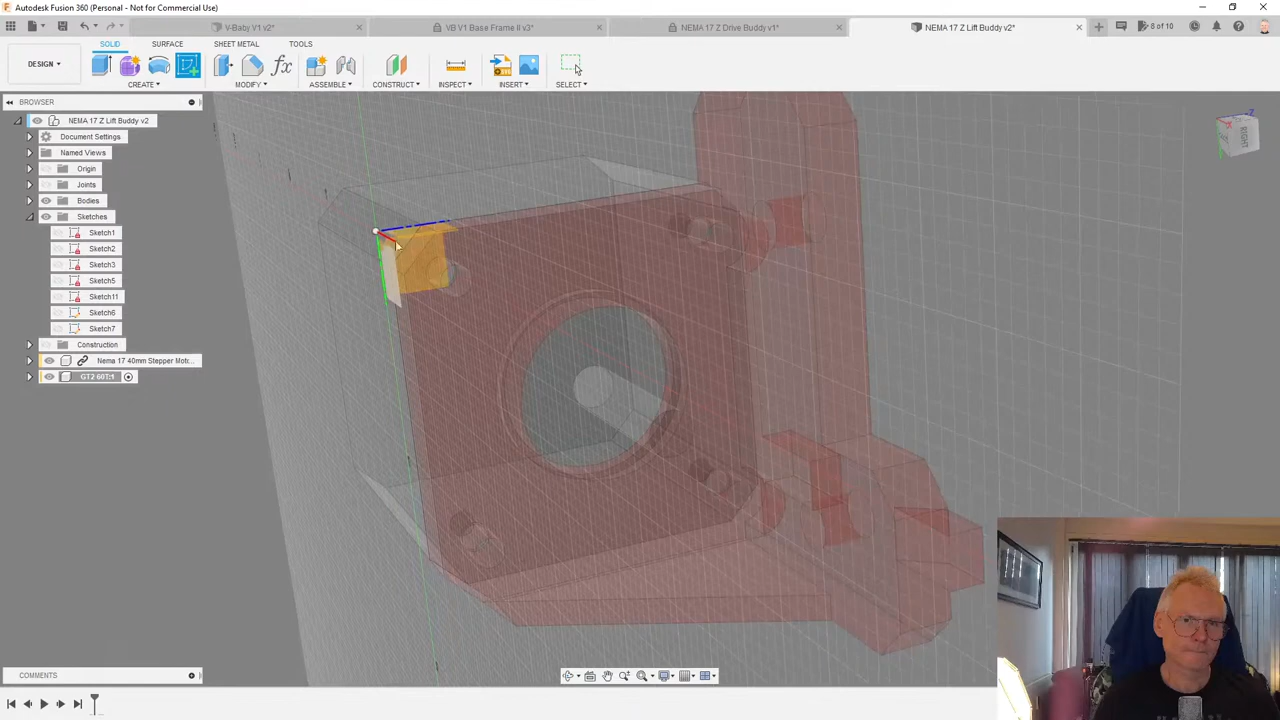 Autodesk Fusion 360 (Personal - Not for Commercial Use)
V-Baby V1 v2*
VB V1 Base Frame II v3*
NEMA 17 Z Drive Buddy v1*
NEMA 17 Z Lift Buddy v2*
8 of 10
SOLID
SURFACE
SHEET METAL
TOOLS
DESIGN
CREATE
MODIFY
ASSEMBLE
CONSTRUCT
INSPECT
INSERT
SELECT
BROWSER
NEMA 17 Z Lift Buddy v2
Document Settings
Named Views
Origin
Joints
Bodies
Sketches
Sketch1
Sketch2
Sketch3
Sketch5
Sketch11
Sketch6
Sketch7
Construction
Nema 17 40mm Stepper Moto...
GT2 60T:1
RIGHT
COMMENTS